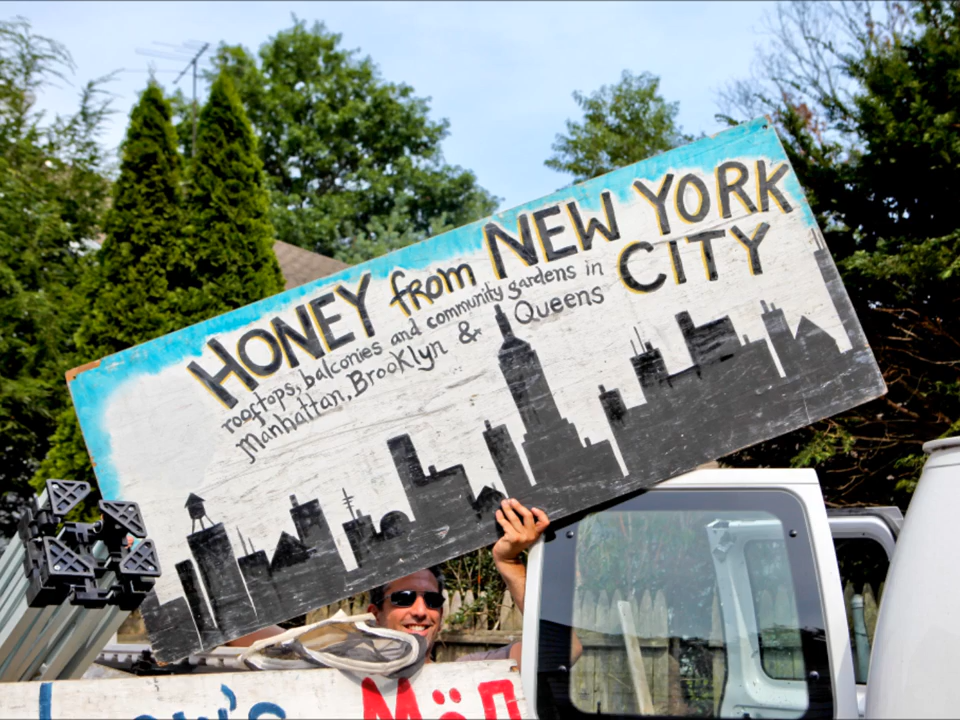 HONEY from NEW YORK CITY
rooftops, balconies and community gardens in
Manhattan, Brooklyn & Queens